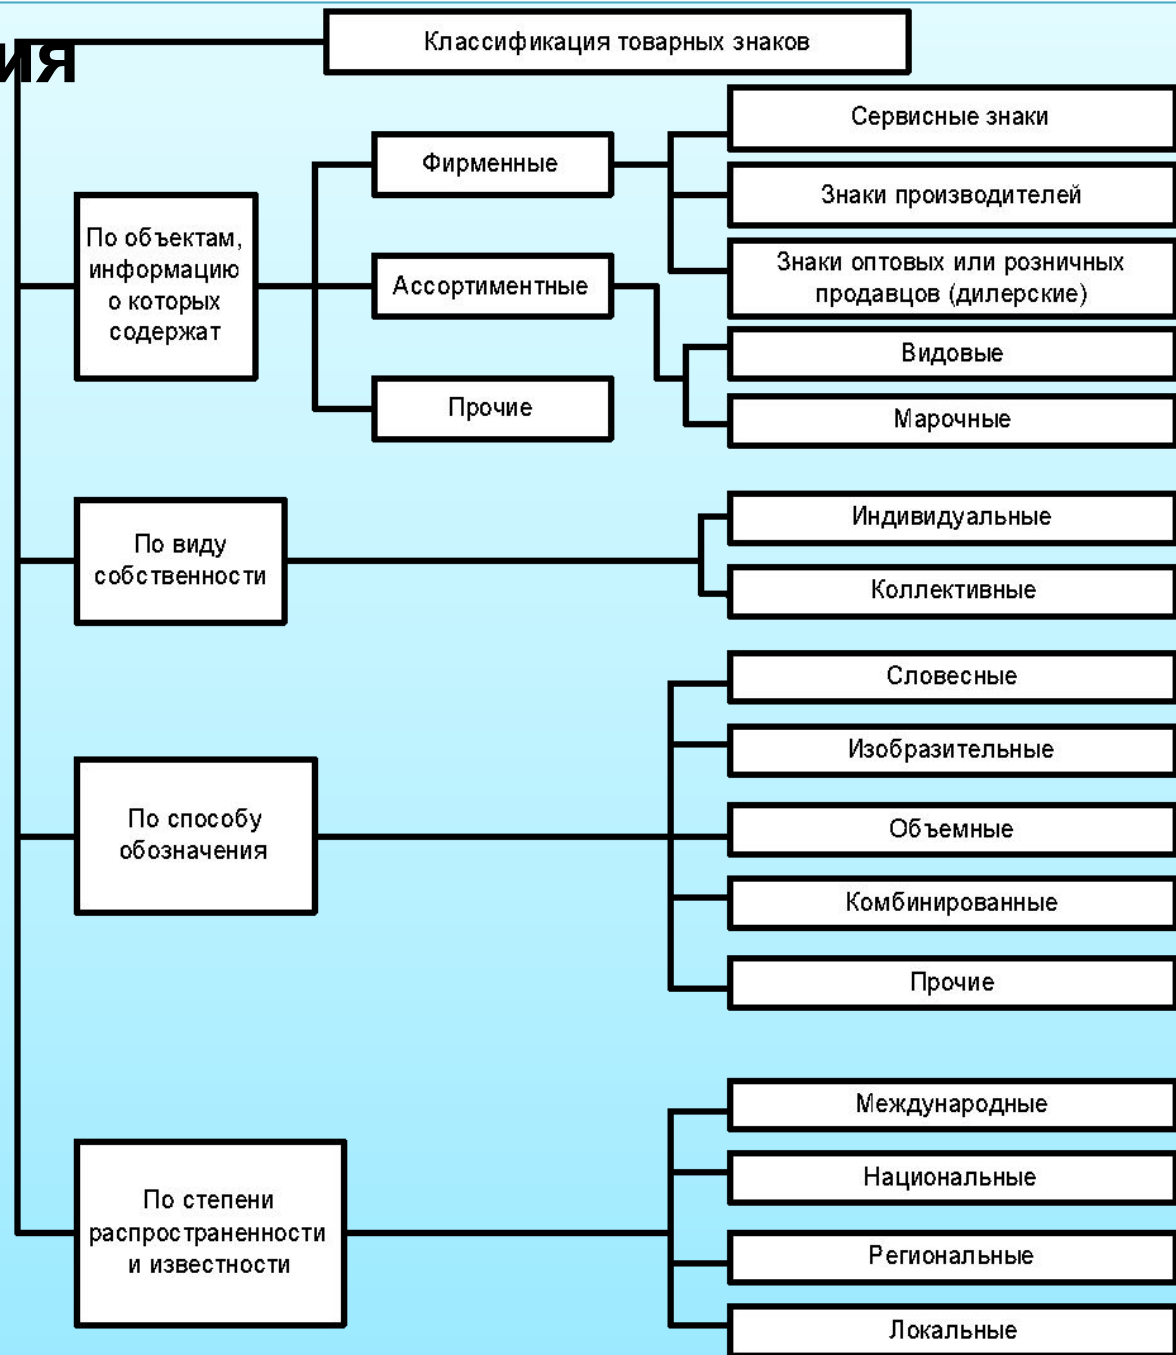 Классификация товарных знаков
ия
Сервисные знаки
Фирменные
Знаки производителей
По объектам,
информацию
о которых
содержат
Знаки оптовых или розничных
продавцов (дилерские)
Ассортиментные
Видовые
Прочие
Марочные
По виду
собственности
Индивидуальные
Коллективные
Словесные
Изобразительные
По способу
обозначения
Объемные
Комбинированные
Прочие
Международные
Национальные
По степени
распространенности
и известности
Региональные
Локальные